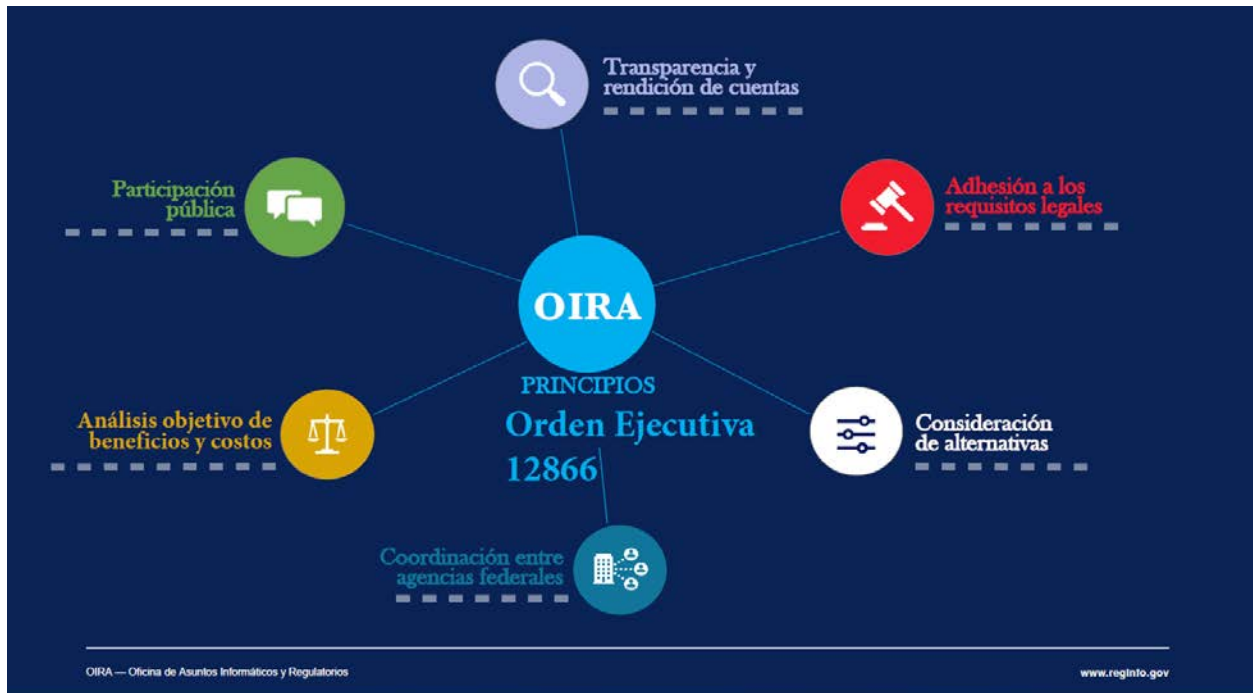 Transparencia y
rendición de cuentas
Participación
pública
Adhesión a los
requisitos legales
OIRA
PRINCIPIOS
Orden Ejecutiva
12866
Análisis objetivo de
beneficios y costos
Consideración
de alternativas
Coordinación entre
agencias federales
OIRA — Oficina de Asuntos Informáticos y Regulatorios
www.reginfo.gov